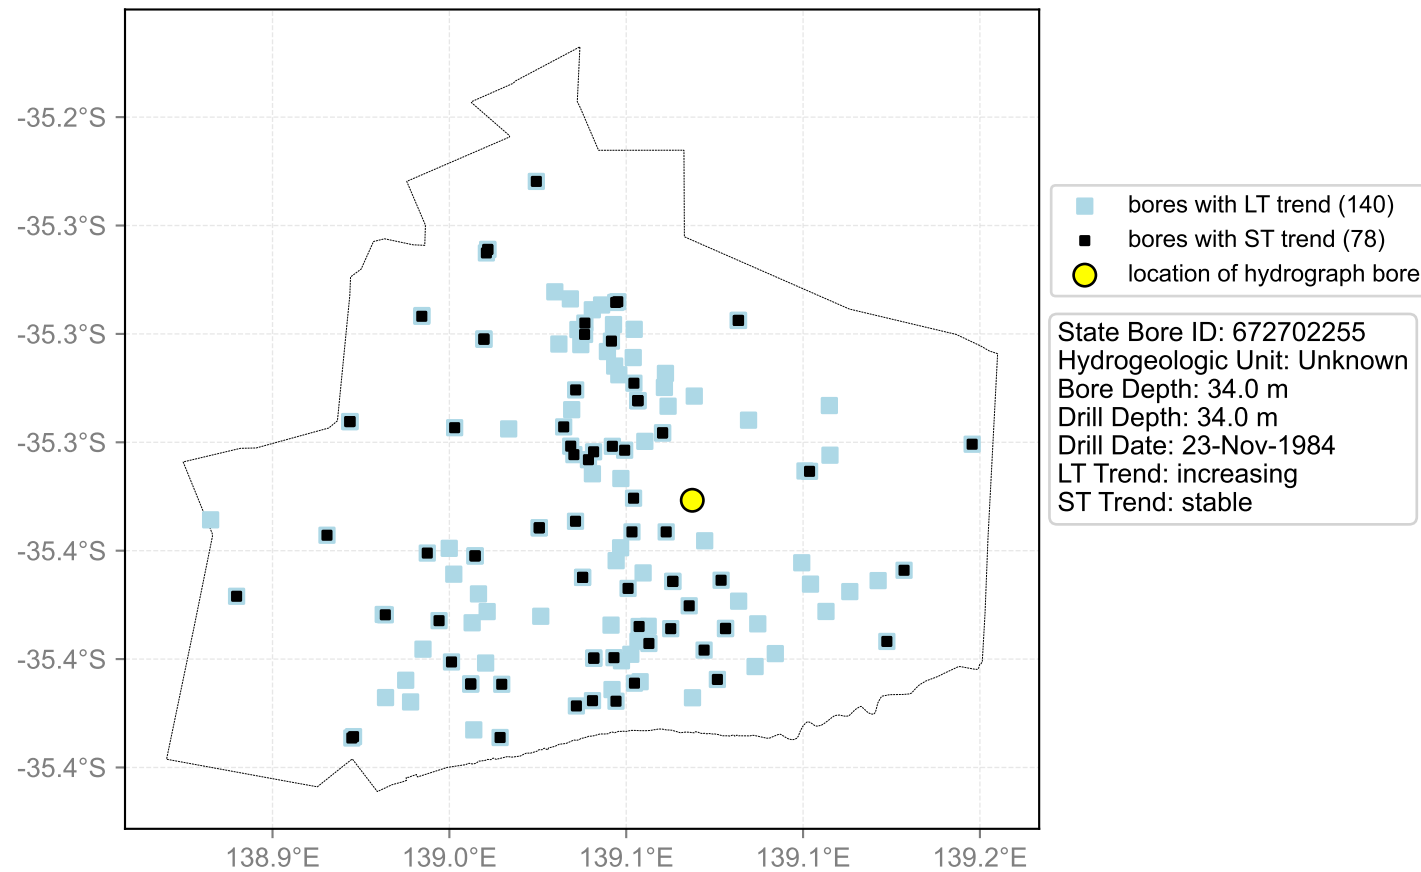 -35.2°S
-35.3°S
-35.3°S
-35.3°S
-35.4°S
-35.4°S
-35.4°S
138.9°E
139.0°E
139.1°E
139.1°E
139.2°E
bores with LT trend (140)
bores with ST trend (78)
location of hydrograph bore
State Bore ID: 672702255
Hydrogeologic Unit: Unknown
Bore Depth: 34.0 m
Drill Depth: 34.0 m
Drill Date: 23-Nov-1984
LT Trend: increasing
ST Trend: stable